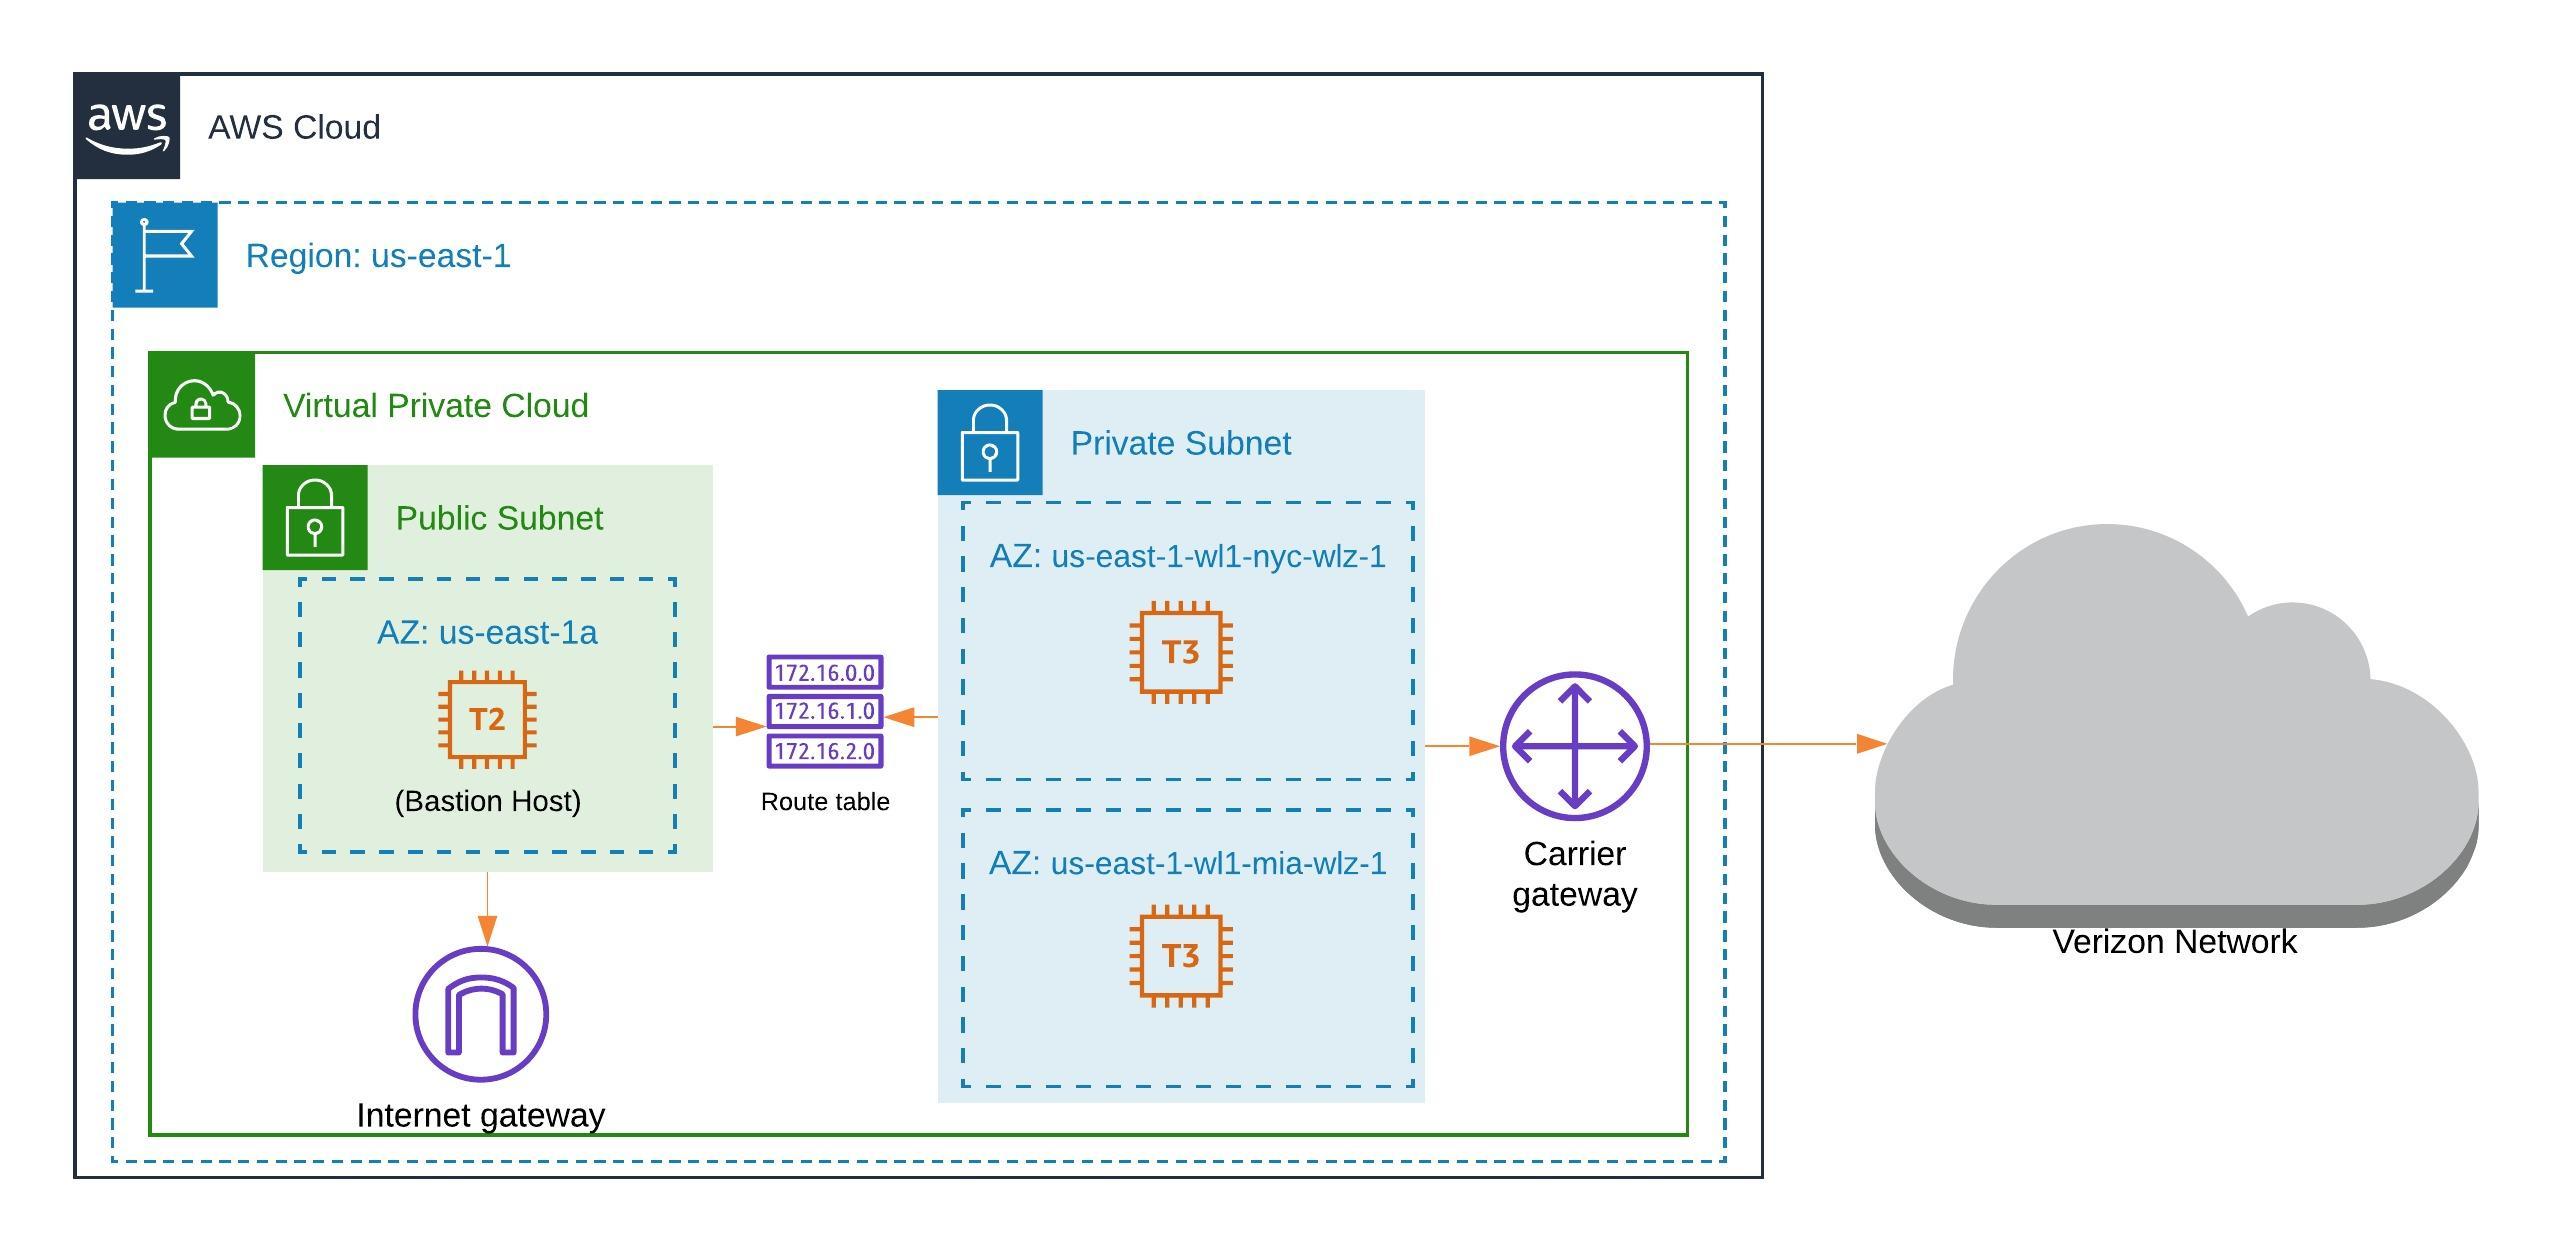 aws
AWS Cloud
Region: us-east-1
Virtual Private Cloud
Public Subnet
AZ: us-east-1a
T2
(Bastion Host)
Internet gateway
172.16.0.0
172.16.1.0
172.16.2.0
Route table
Private Subnet
AZ: us-east-1-wl1-nyc-wlz-1
T3
AZ: us-east-1-wl1-mia-wlz-1
T3
Carrier
gateway
Verizon Network